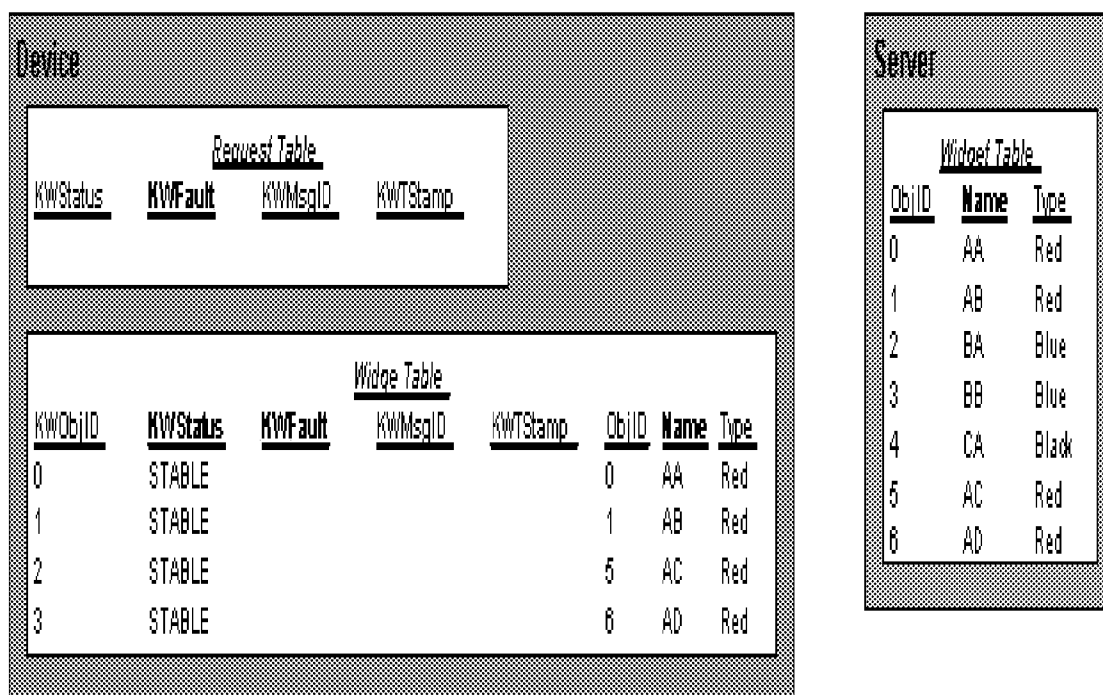 Device
Request Table
KWStatus KWFault KWMsgID KWTStamp
Widge Table
KWObjID KWStatus KWFault KWMsgID KWTStamp ObjID Name Type
0 STABLE 0 AA Red
1 STABLE 1 AB Red
2 STABLE 5 AC Red
3 STABLE 6 AD Red
Server
Widget Table
ObjID Name Type
0 AA Red
1 AB Red
2 BA Blue
3 BB Blue
4 CA Black
5 AC Red
6 AD Red